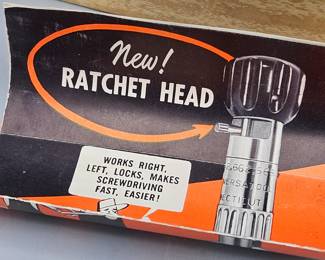 New!
RATCHET HEAD
WORKS RIGHT,
LEFT, LOCKS, MAKES
SCREWDRIVING
FAST, EASIER!